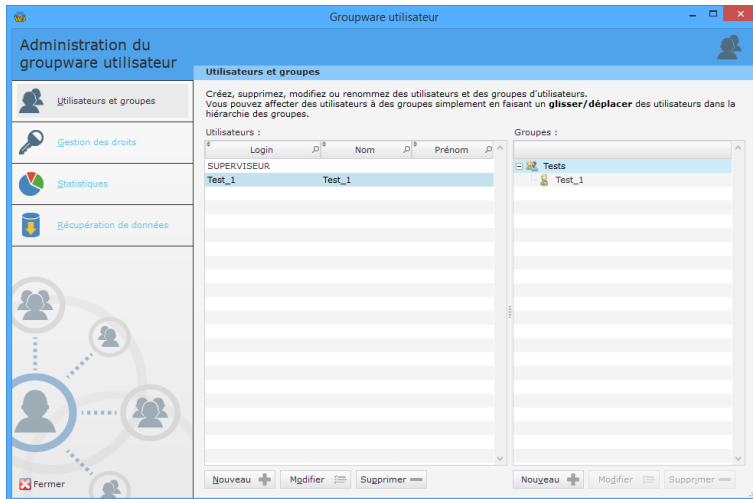 Groupware utilisateur
Administration du
groupware utilisateur
Utilisateurs et groupes
Utilisateurs et groupes
Gestion des droits
Statistiques
Récupération de données
Fermer
Créez, supprimez, modifiez ou renommez des utilisateurs et des groupes d'utilisateurs.
Vous pouvez affecter des utilisateurs à des groupes simplement en faisant un glisser/déplacer des utilisateurs dans la
hiérarchie des groupes.
Utilisateurs :
Login Nom Prénom
SUPERVISEUR
Test_1 Test_1
Nouveau Modifier Supprimer
Groupes :
Tests
Test_1
Nouveau Modifier Supprimer